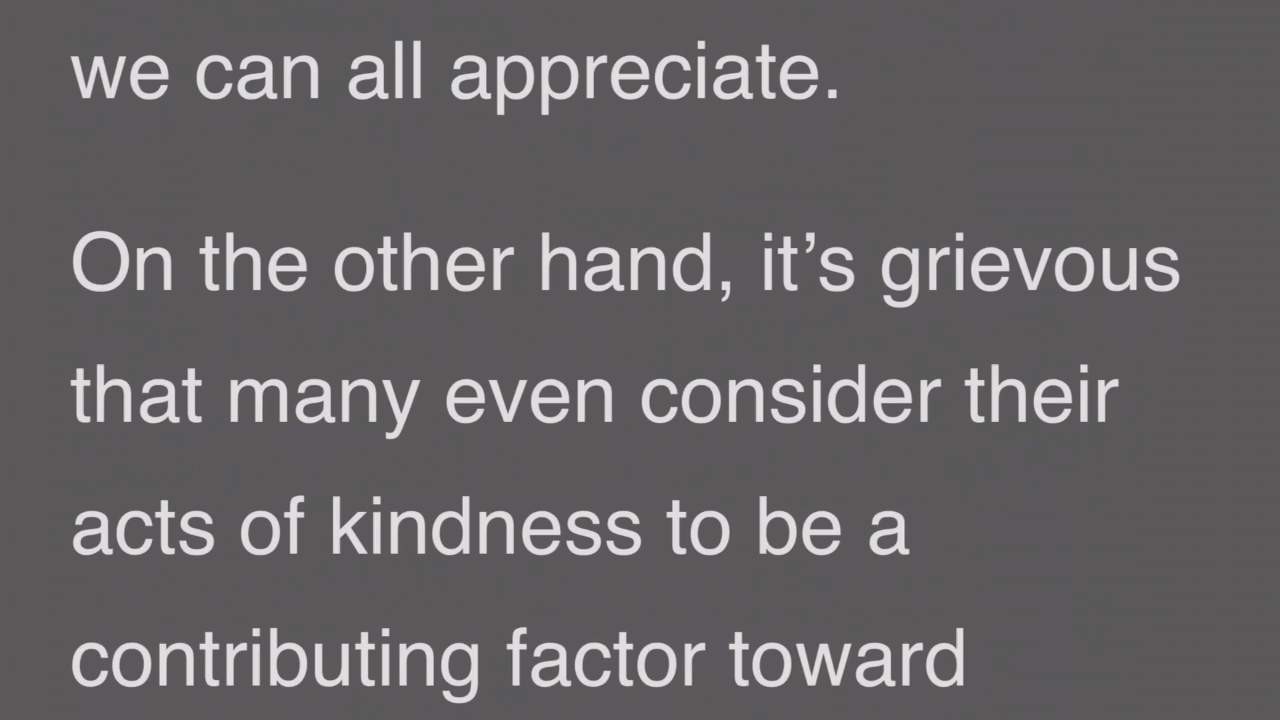 we can all appreciate.
On the other hand, it’s grievous
that many even consider their
acts of kindness to be a
contributing factor toward